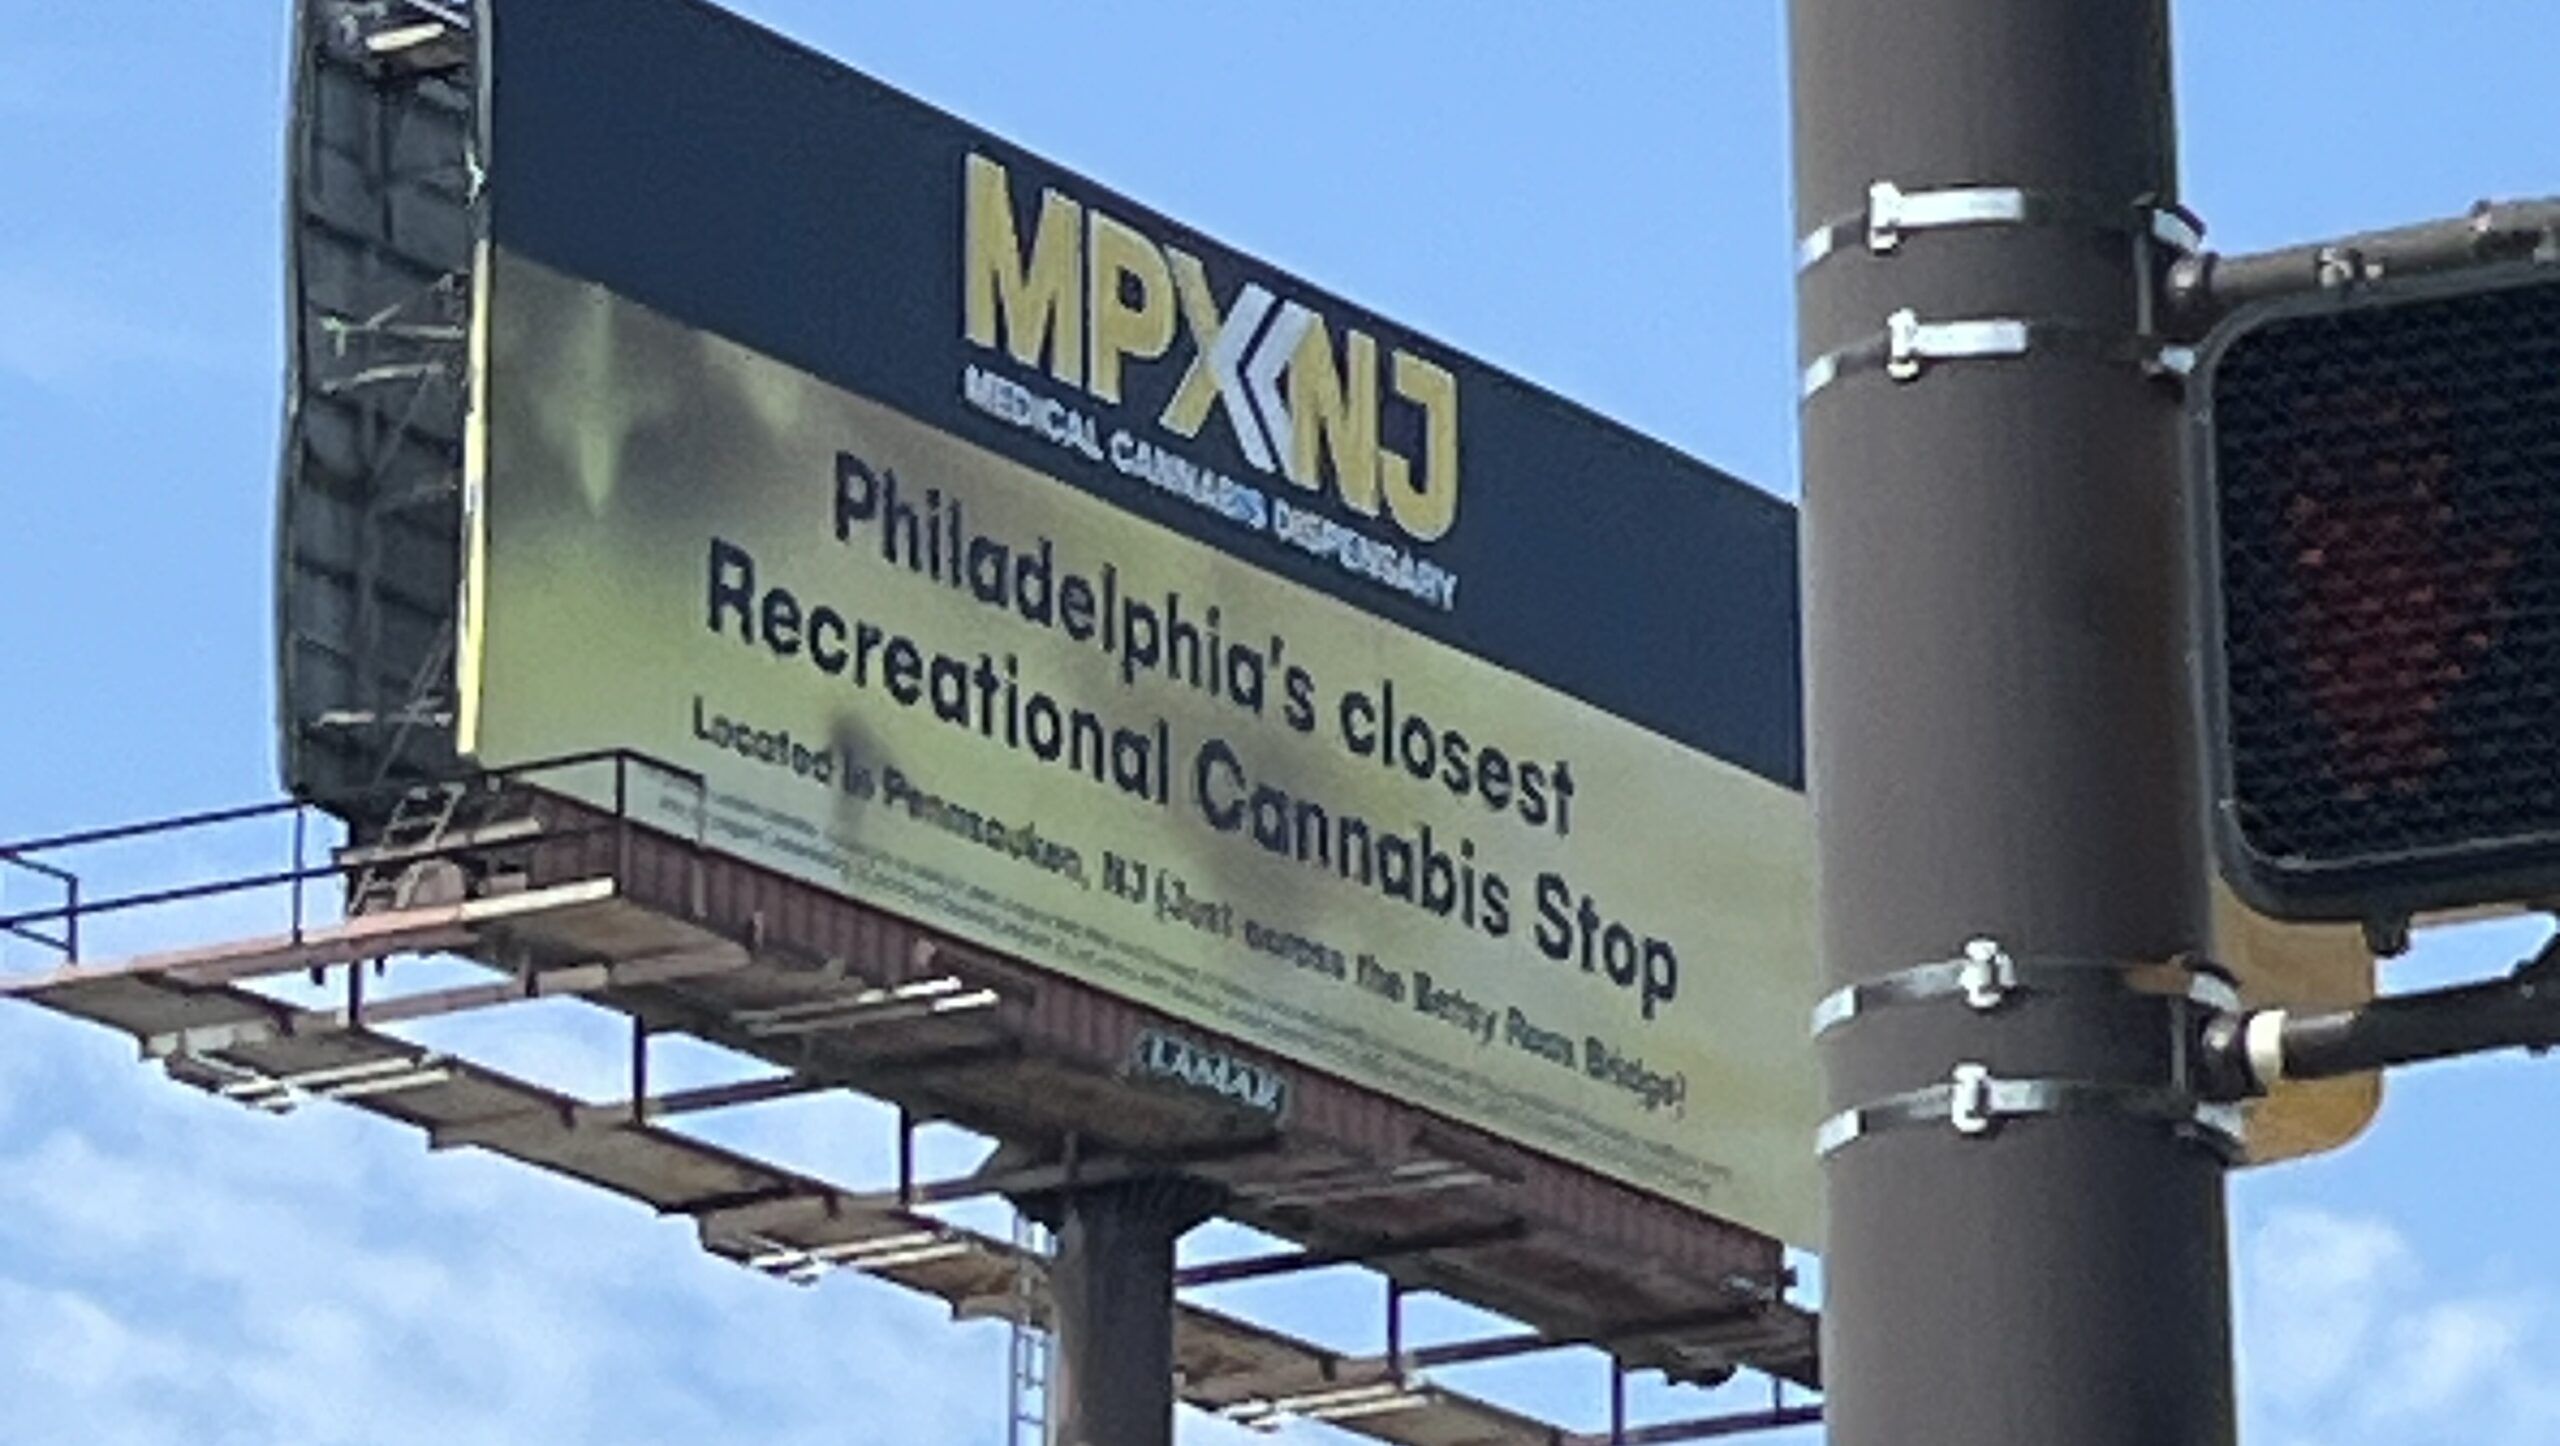 MPXNJ
MEDICAL CANNABIS DISPENSARY
Philadelphia's closest
Recreational Cannabis Stop
Located in Pennsauken, NJ (Just across the Betsy Ross Bridge)
LAMAR